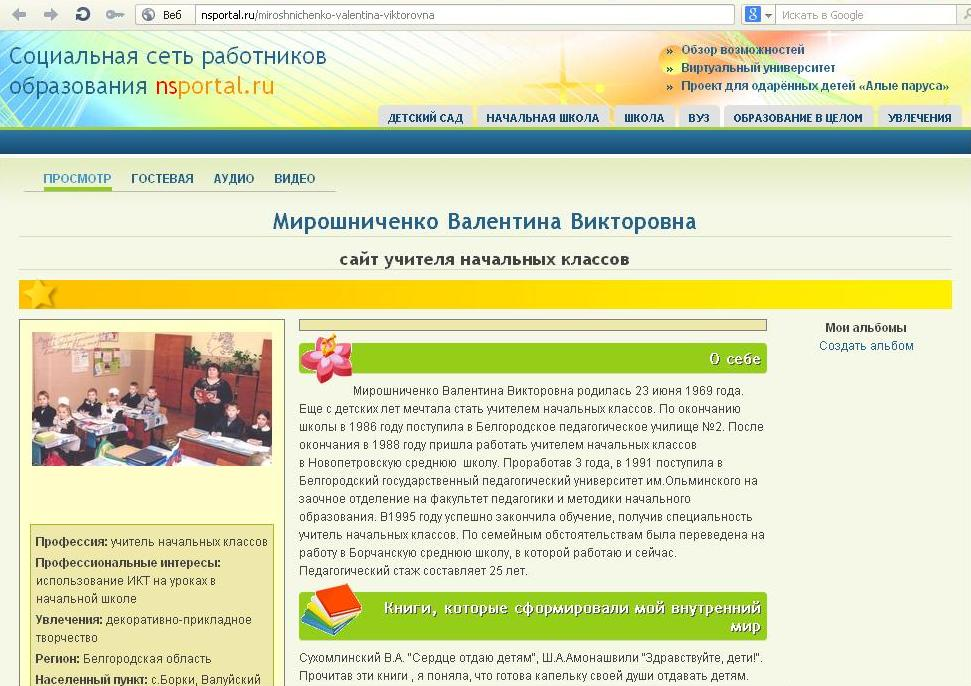 Веб
nsportal.ru/miroshnichenko-valentina-viktorovna
Искать в Google
Социальная сеть работников
образования nsportal.ru
» Обзор возможностей
» Виртуальный университет
» Проект для одарённых детей «Алые паруса»
ДЕТСКИЙ САД НАЧАЛЬНАЯ ШКОЛА ШКОЛА ВУЗ ОБРАЗОВАНИЕ В ЦЕЛОМ УВЛЕЧЕНИЯ
ПРОСМОТР ГОСТЕВАЯ АУДИО ВИДЕО
Мирошниченко Валентина Викторовна
сайт учителя начальных классов
Профессия: учитель начальных классов
Профессиональные интересы:
использование ИКТ на уроках в
начальной школе
Увлечения: декоративно-прикладное
творчество
Регион: Белгородская область
Населенный пункт: с.Борки, Валуйский
О себе
Мирошниченко Валентина Викторовна родилась 23 июня 1969 года.
Еще с детских лет мечтала стать учителем начальных классов. По окончанию
школы в 1986 году поступила в Белгородское педагогическое училище №2. После
окончания в 1988 году пришла работать учителем начальных классов
в Новопетровскую среднюю школу. Проработав 3 года, в 1991 поступила в
Белгородский государственный педагогический университет им.Ольминского на
заочное отделение на факультет педагогики и методики начального
образования. В1995 году успешно закончила обучение, получив специальность
учитель начальных классов. По семейным обстоятельствам была переведена на
работу в Борчанскую среднюю школу, в которой работаю и сейчас.
Педагогический стаж составляет 25 лет.
Книги, которые сформировали мой внутренний
мир
Сухомлинский В.А. "Сердце отдаю детям", Ш.А.Амонашвили "Здравствуйте, дети!".
Прочитав эти книги , я поняла, что готова капельку своей души отдавать детям.
Мои альбомы
Создать альбом